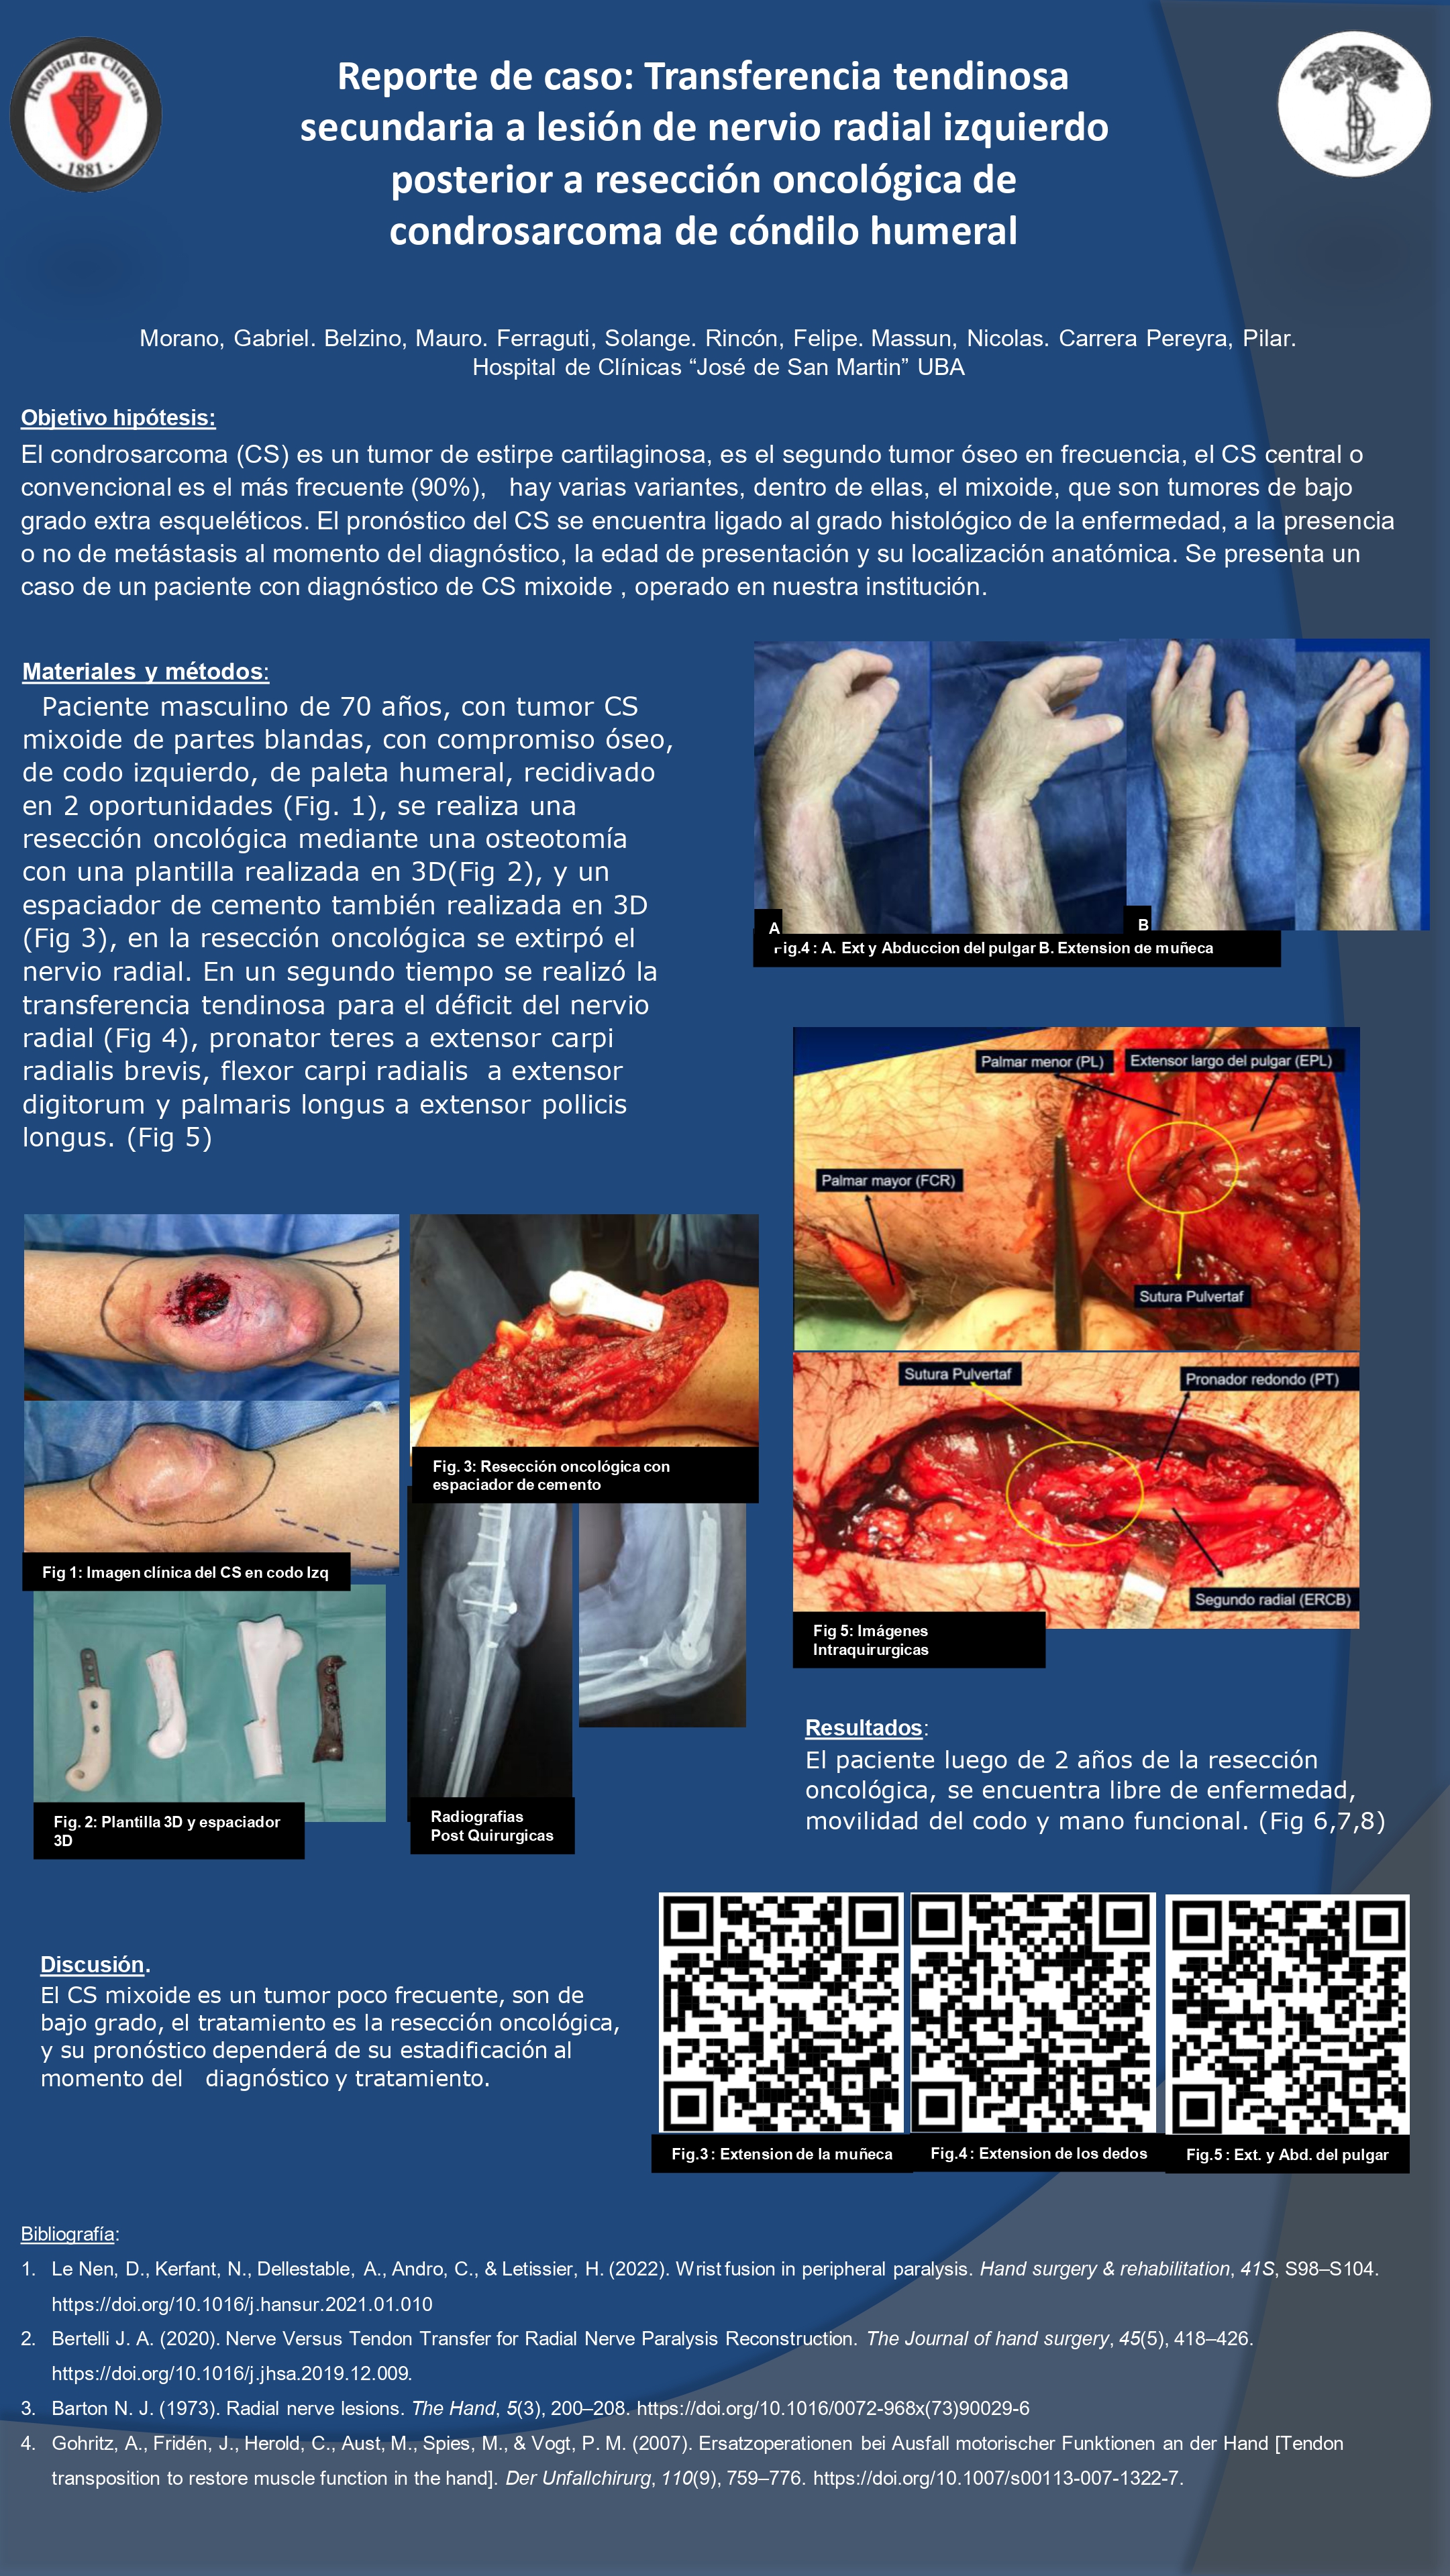 Hospital de Clínicas
· 1881 ·
Reporte de caso: Transferencia tendinosa
secundaria a lesión de nervio radial izquierdo
posterior a resección oncológica de
condrosarcoma de cóndilo humeral
Morano, Gabriel. Belzino, Mauro. Ferraguti, Solange. Rincón, Felipe. Massun, Nicolas. Carrera Pereyra, Pilar.
Hospital de Clínicas “José de San Martin” UBA
Objetivo hipótesis:
El condrosarcoma (CS) es un tumor de estirpe cartilaginosa, es el segundo tumor óseo en frecuencia, el CS central o
convencional es el más frecuente (90%), hay varias variantes, dentro de ellas, el mixoide, que son tumores de bajo
grado extra esqueléticos. El pronóstico del CS se encuentra ligado al grado histológico de la enfermedad, a la presencia
o no de metástasis al momento del diagnóstico, la edad de presentación y su localización anatómica. Se presenta un
caso de un paciente con diagnóstico de CS mixoide , operado en nuestra institución.
Materiales y métodos:
Paciente masculino de 70 años, con tumor CS
mixoide de partes blandas, con compromiso óseo,
de codo izquierdo, de paleta humeral, recidivado
en 2 oportunidades (Fig. 1), se realiza una
resección oncológica mediante una osteotomía
con una plantilla realizada en 3D(Fig 2), y un
espaciador de cemento también realizada en 3D
(Fig 3), en la resección oncológica se extirpó el
nervio radial. En un segundo tiempo se realizó la
transferencia tendinosa para el déficit del nervio
radial (Fig 4), pronator teres a extensor carpi
radialis brevis, flexor carpi radialis a extensor
digitorum y palmaris longus a extensor pollicis
longus. (Fig 5)
A
B
Fig.4 : A. Ext y Abduccion del pulgar B. Extension de muñeca
Palmar menor (PL)
Extensor largo del pulgar (EPL)
Palmar mayor (FCR)
Sutura Pulvertaf
Sutura Pulvertaf
Pronador redondo (PT)
Segundo radial (ERCB)
Fig 5: Imágenes
Intraquirurgicas
Fig. 3: Resección oncológica con
espaciador de cemento
Fig 1: Imagen clínica del CS en codo Izq
Fig. 2: Plantilla 3D y espaciador
3D
Radiografias
Post Quirurgicas
Resultados:
El paciente luego de 2 años de la resección
oncológica, se encuentra libre de enfermedad,
movilidad del codo y mano funcional. (Fig 6,7,8)
Discusión.
El CS mixoide es un tumor poco frecuente, son de
bajo grado, el tratamiento es la resección oncológica,
y su pronóstico dependerá de su estadificación al
momento del diagnóstico y tratamiento.
Fig.3 : Extension de la muñeca
Fig.4 : Extension de los dedos
Fig.5 : Ext. y Abd. del pulgar
Bibliografía:
1. Le Nen, D., Kerfant, N., Dellestable, A., Andro, C., & Letissier, H. (2022). Wrist fusion in peripheral paralysis. Hand surgery & rehabilitation, 41S, S98–S104.
https://doi.org/10.1016/j.hansur.2021.01.010
2. Bertelli J. A. (2020). Nerve Versus Tendon Transfer for Radial Nerve Paralysis Reconstruction. The Journal of hand surgery, 45(5), 418–426.
https://doi.org/10.1016/j.jhsa.2019.12.009.
3. Barton N. J. (1973). Radial nerve lesions. The Hand, 5(3), 200–208. https://doi.org/10.1016/0072-968x(73)90029-6
4. Gohritz, A., Fridén, J., Herold, C., Aust, M., Spies, M., & Vogt, P. M. (2007). Ersatzoperationen bei Ausfall motorischer Funktionen an der Hand [Tendon
transposition to restore muscle function in the hand]. Der Unfallchirurg, 110(9), 759–776. https://doi.org/10.1007/s00113-007-1322-7.